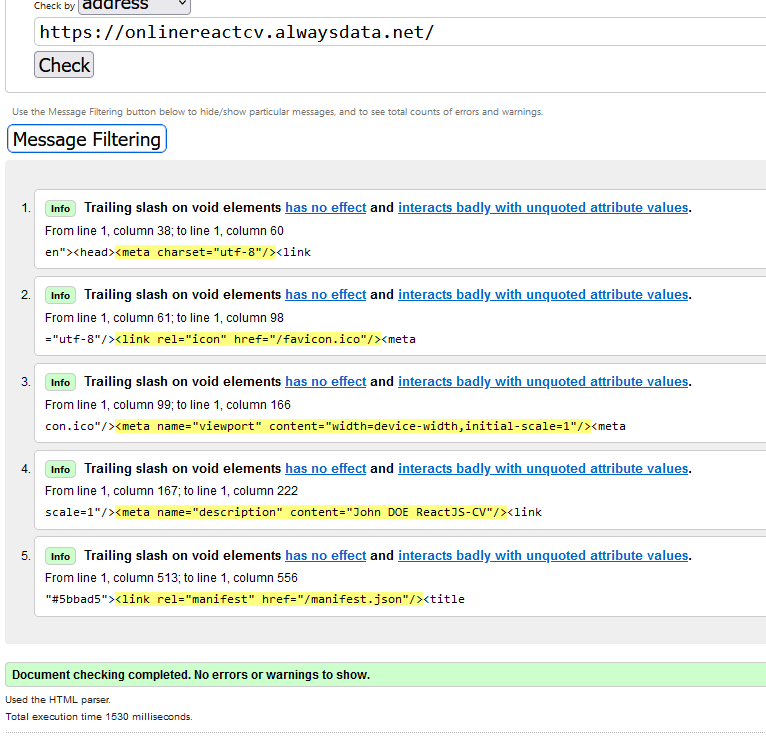 Check by address
https://onlinereactcv.alwaysdata.net/
Check
Use the Message Filtering button below to hide/show particular messages, and to see total counts of errors and warnings.
Message Filtering
1. Info Trailing slash on void elements has no effect and interacts badly with unquoted attribute values.
From line 1, column 38; to line 1, column 60
en"><head><meta charset="utf-8"/><link
2. Info Trailing slash on void elements has no effect and interacts badly with unquoted attribute values.
From line 1, column 61; to line 1, column 98
="utf-8"/><link rel="icon" href="/favicon.ico"/><meta
3. Info Trailing slash on void elements has no effect and interacts badly with unquoted attribute values.
From line 1, column 99; to line 1, column 166
con.ico"/><meta name="viewport" content="width=device-width,initial-scale=1"/><meta
4. Info Trailing slash on void elements has no effect and interacts badly with unquoted attribute values.
From line 1, column 167; to line 1, column 222
scale=1"/><meta name="description" content="John DOE ReactJS-CV"/><link
5. Info Trailing slash on void elements has no effect and interacts badly with unquoted attribute values.
From line 1, column 513; to line 1, column 556
"#5bbad5"><link rel="manifest" href="/manifest.json"/><title
Document checking completed. No errors or warnings to show.
Used the HTML parser.
Total execution time 1530 milliseconds.